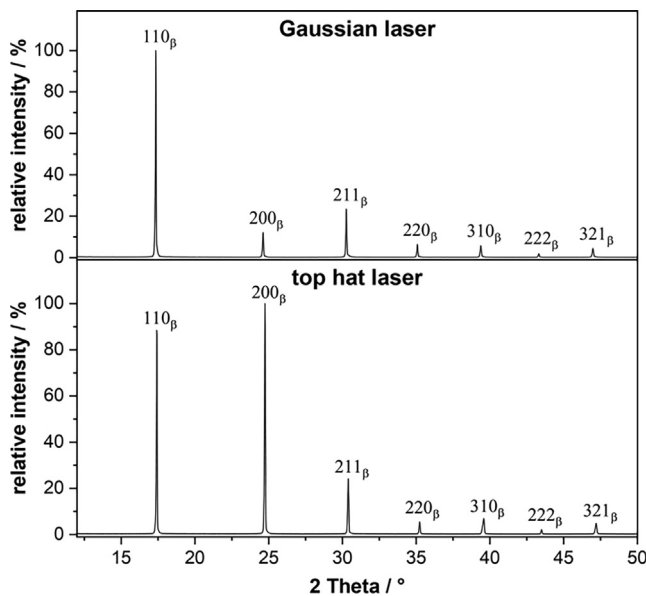 Gaussian laser
relative intensity / %
100
80
60
40
20
0
110β
200β
211β
220β
310β
222β
321β
top hat laser
relative intensity / %
100
80
60
40
20
0
110β
200β
211β
220β
310β
222β
321β
15 20 25 30 35 40 45 50
2 Theta / °